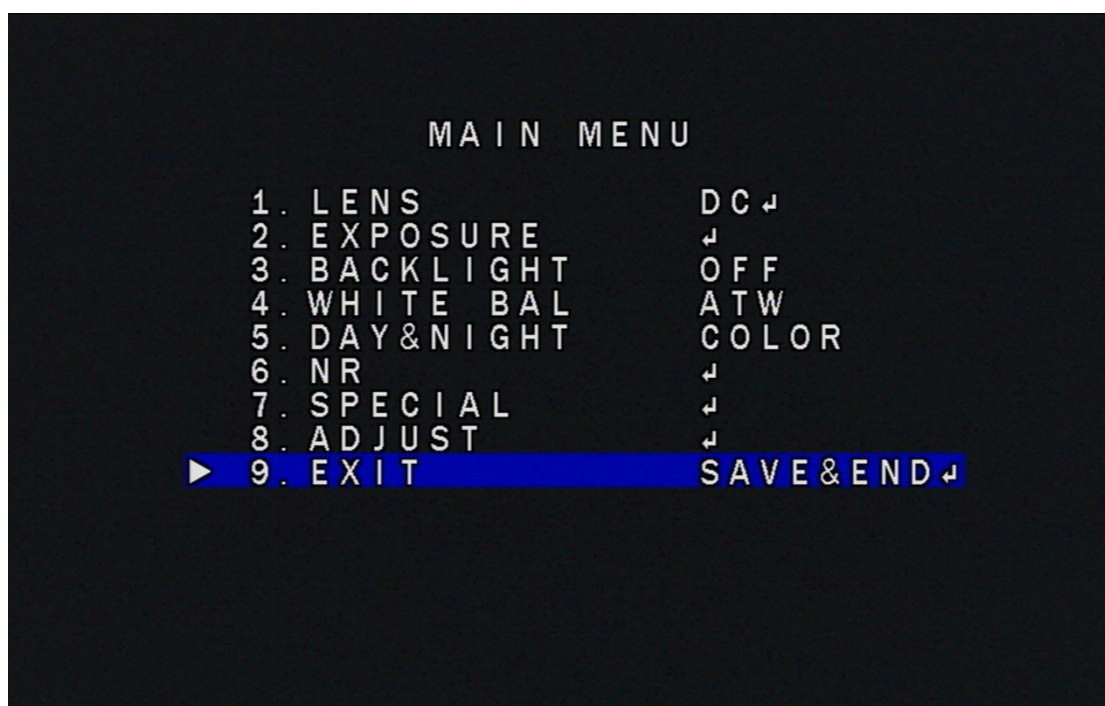 MAIN MENU
1. LENS DC↲
2. EXPOSURE ↲
3. BACKLIGHT OFF
4. WHITE BAL ATW
5. DAY&NIGHT COLOR
6. NR ↲
7. SPECIAL ↲
8. ADJUST ↲
▶ 9. EXIT SAVE&END↲